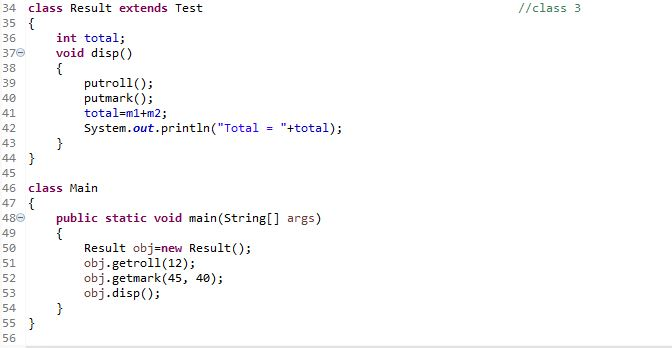 34 class Result extends Test //class 3
35 {
36 int total;
37 void disp()
38 {
39 putroll();
40 putmark();
41 total=m1+m2;
42 System.out.println("Total = "+total);
43 }
44 }
45
46 class Main
47 {
48 public static void main(String[] args)
49 {
50 Result obj=new Result();
51 obj.getroll(12);
52 obj.getmark(45, 40);
53 obj.disp();
54 }
55 }
56